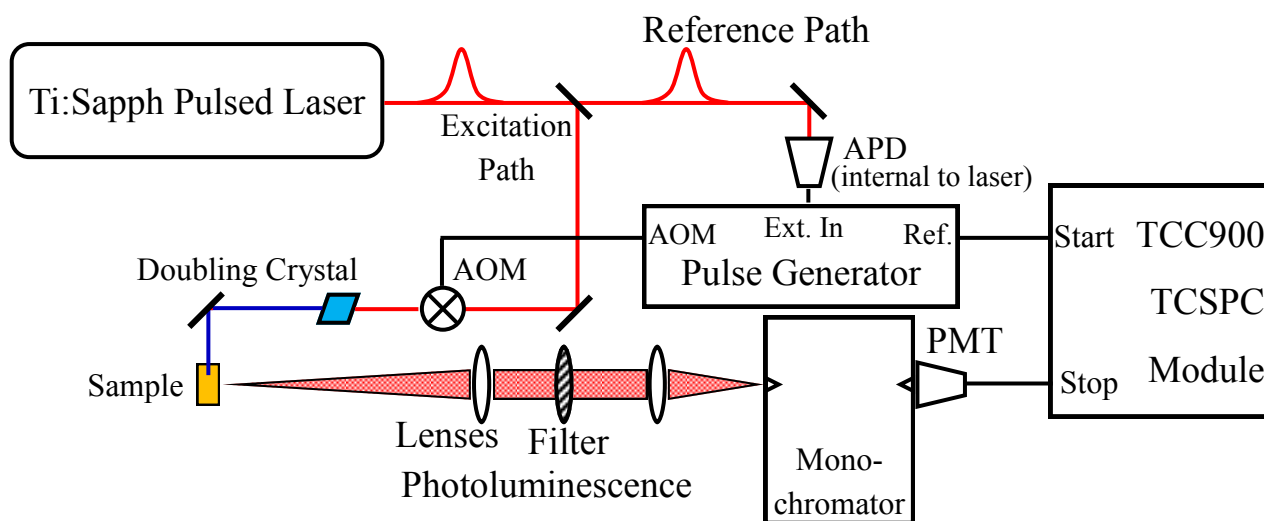 Reference Path
Ti:Sapph Pulsed Laser
Excitation
Path
APD
(internal to laser)
AOM
Ext. In
Ref.
Pulse Generator
Start
TCC900
TCSPC
Module
Stop
Doubling Crystal
AOM
Sample
Lenses
Filter
Photoluminescence
PMT
Mono-
chromator